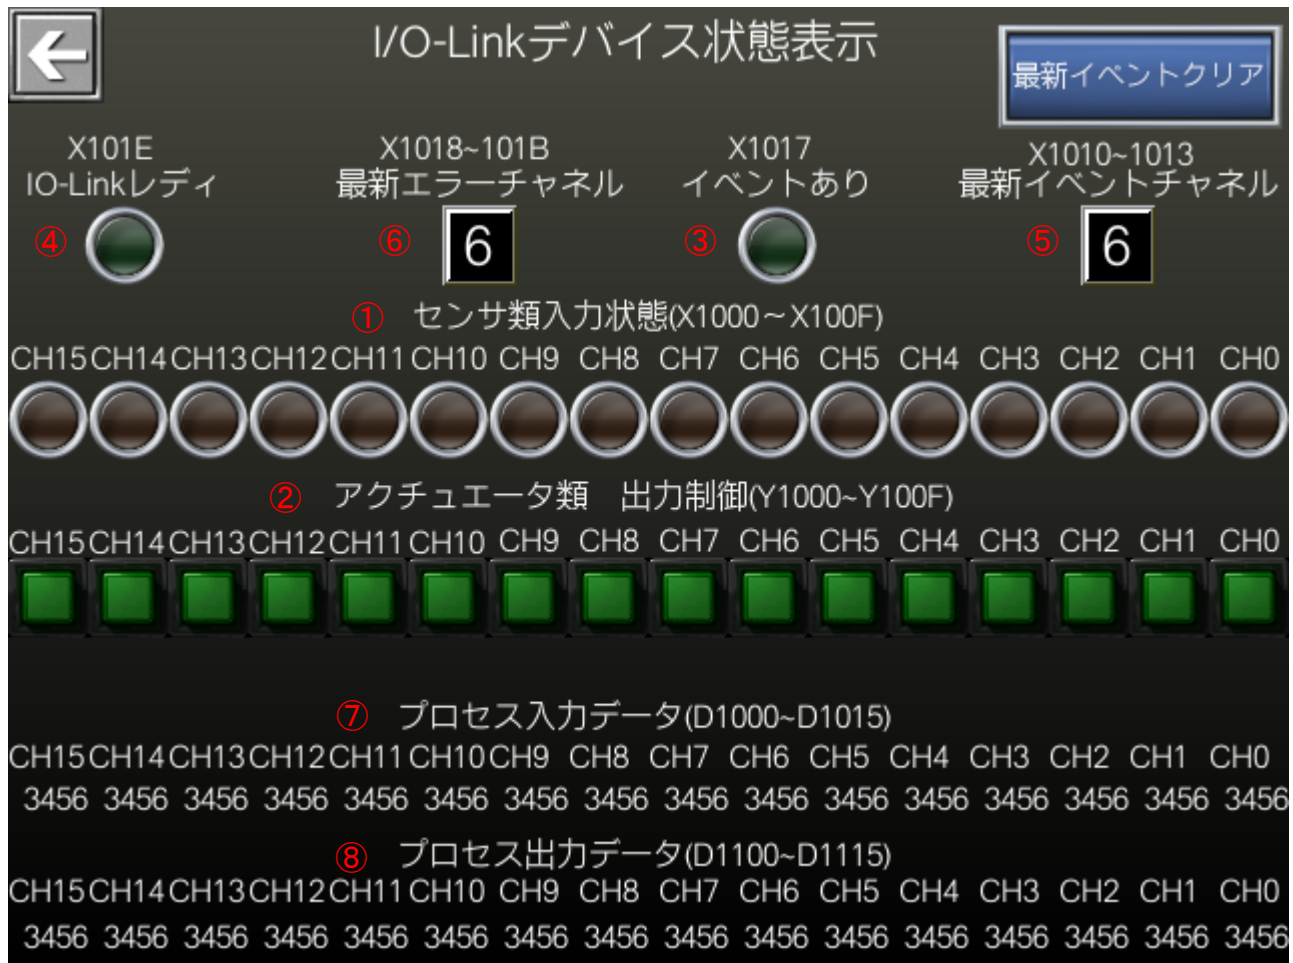 I/O-Linkデバイス状態表示
最新イベントクリア
X101E X1018~101B X1017 X1010~1013
IO-Linkレディ 最新エラーチャネル イベントあり 最新イベントチャネル
④ ⑥ 6 ③ ⑤ 6
① センサ類入力状態(X1000～X100F)
CH15 CH14 CH13 CH12 CH11 CH10 CH9 CH8 CH7 CH6 CH5 CH4 CH3 CH2 CH1 CH0
② アクチュエータ類　出力制御(Y1000~Y100F)
CH15 CH14 CH13 CH12 CH11 CH10 CH9 CH8 CH7 CH6 CH5 CH4 CH3 CH2 CH1 CH0
⑦ プロセス入力データ(D1000~D1015)
CH15 CH14 CH13 CH12 CH11 CH10 CH9 CH8 CH7 CH6 CH5 CH4 CH3 CH2 CH1 CH0
3456 3456 3456 3456 3456 3456 3456 3456 3456 3456 3456 3456 3456 3456 3456 3456
⑧ プロセス出力データ(D1100~D1115)
CH15 CH14 CH13 CH12 CH11 CH10 CH9 CH8 CH7 CH6 CH5 CH4 CH3 CH2 CH1 CH0
3456 3456 3456 3456 3456 3456 3456 3456 3456 3456 3456 3456 3456 3456 3456 3456